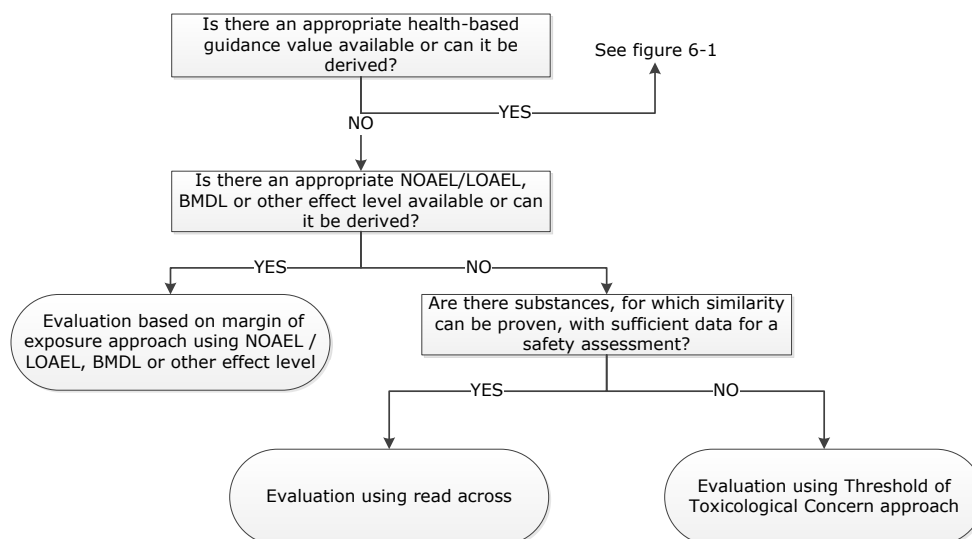 Is there an appropriate health-based
guidance value available or can it be
derived?
See figure 6-1
YES
NO
Is there an appropriate NOAEL/LOAEL,
BMDL or other effect level available or can
it be derived?
YES
NO
Evaluation based on margin of
exposure approach using NOAEL /
LOAEL, BMDL or other effect level
Are there substances, for which similarity
can be proven, with sufficient data for a
safety assessment?
YES
NO
Evaluation using read across
Evaluation using Threshold of
Toxicological Concern approach